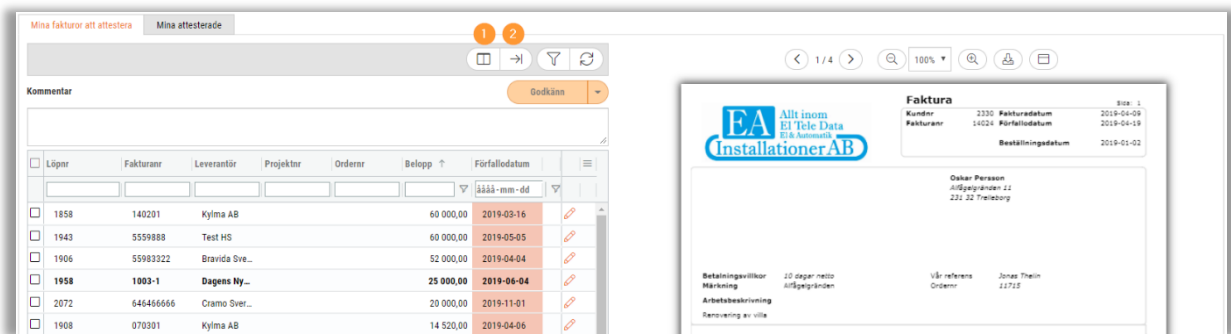 Mina fakturor att attestera Mina attesterade
1 2
Kommentar Godkänn
Löpnr Fakturanr Leverantör Projektnr Ordernr Belopp ↑ Förfallodatum
åååå-mm-dd
1858 140201 Kylma AB 60 000,00 2019-03-16
1943 5559888 Test HS 60 000,00 2019-05-05
1906 55983322 Bravida Sve... 52 000,00 2019-04-04
1958 1003-1 Dagens Ny... 25 000,00 2019-06-04
2072 646466666 Cramo Sver... 20 000,00 2019-11-01
1908 070301 Kylma AB 14 520,00 2019-04-06
1/4 100%
EA Allt inom
El Tele Data
El & Automatik
Installationer AB
Faktura Sida: 1
Kundnr 2330 Fakturadatum 2019-04-09
Fakturanr 14024 Förfallodatum 2019-04-19
Beställningsdatum 2019-01-02
Oskar Persson
Alfågelgränden 11
231 32 Trelleborg
Betalningsvillkor 10 dagar netto Vår referens Jonas Thelin
Märkning Alfågelgränden Ordernr 11715
Arbetsbeskrivning
Renovering av villa